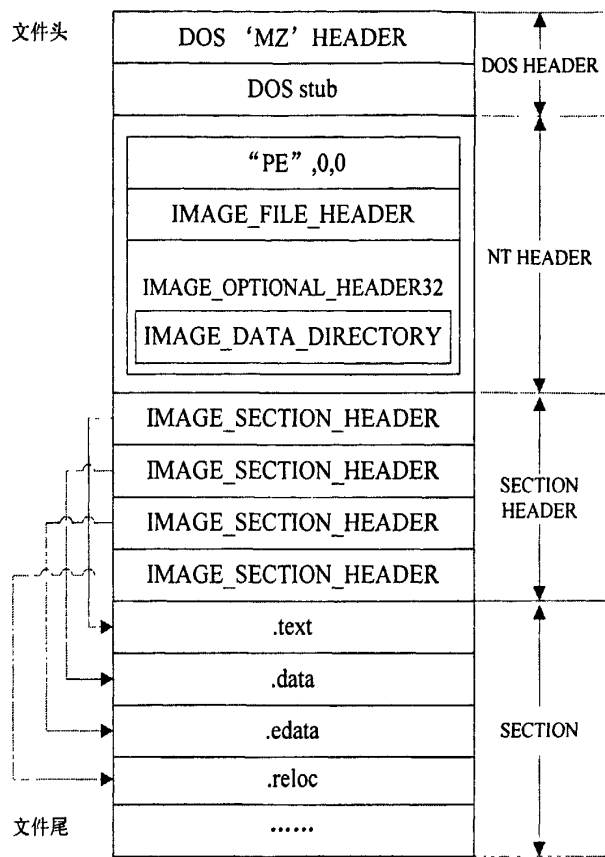 文件头
DOS ‘MZ’ HEADER
DOS HEADER
DOS stub
“PE” ,0,0
IMAGE_FILE_HEADER
NT HEADER
IMAGE_OPTIONAL_HEADER32
IMAGE_DATA_DIRECTORY
IMAGE_SECTION_HEADER
IMAGE_SECTION_HEADER
SECTION
HEADER
IMAGE_SECTION_HEADER
IMAGE_SECTION_HEADER
.text
.data
.edata
SECTION
.reloc
文件尾
......